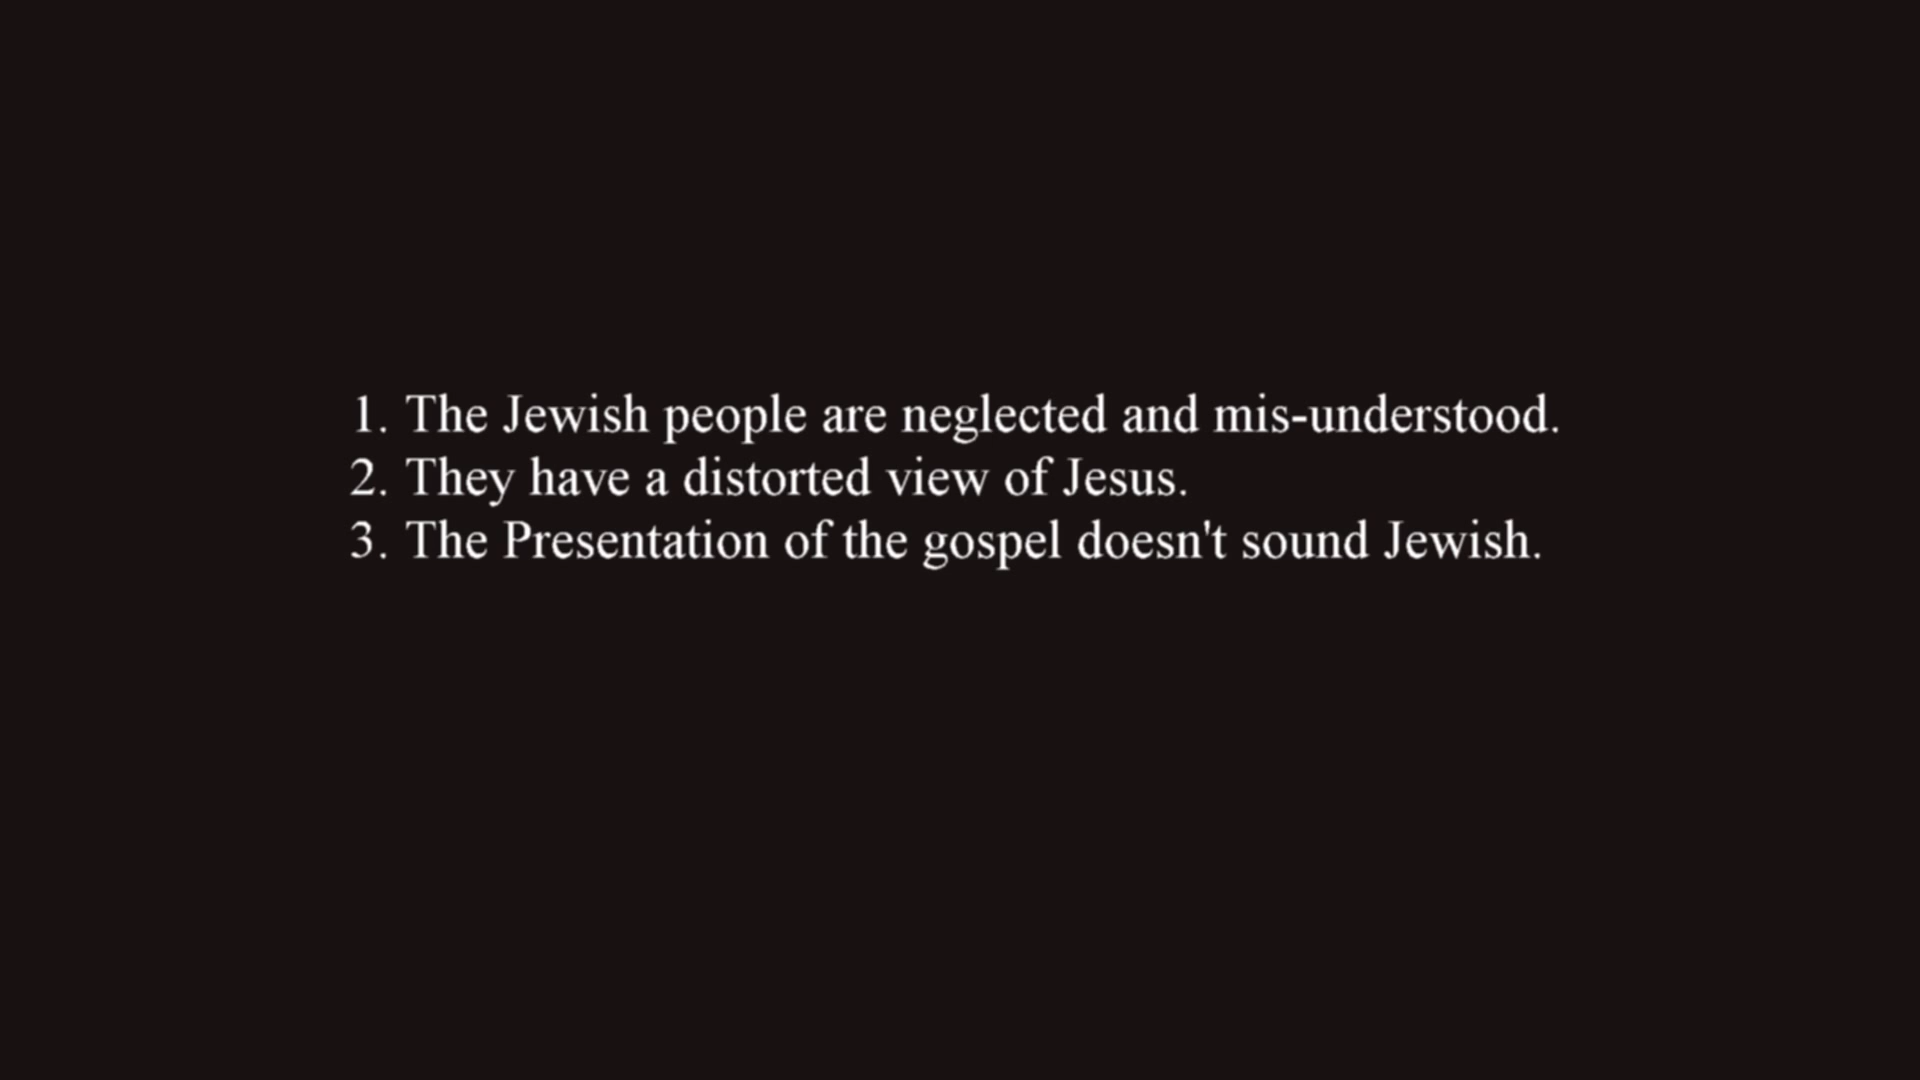 1. The Jewish people are neglected and mis-understood.
2. They have a distorted view of Jesus.
3. The Presentation of the gospel doesn't sound Jewish.